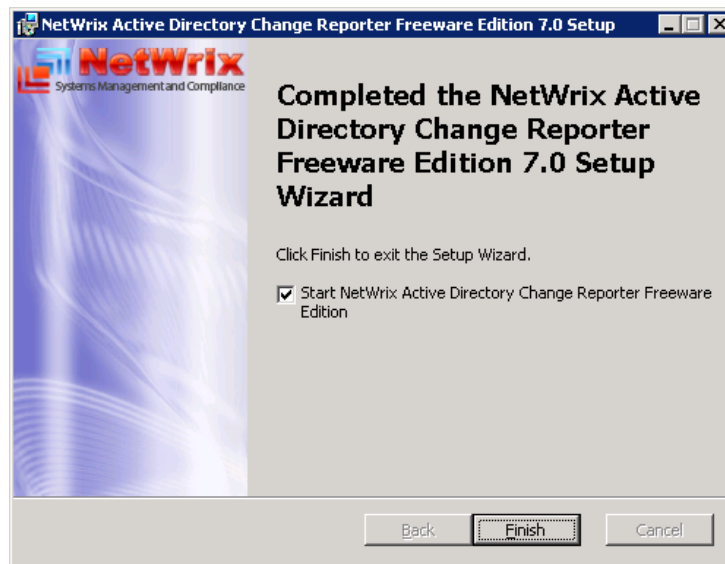 NetWrix Active Directory Change Reporter Freeware Edition 7.0 Setup
NetWrix
Systems Management and Compliance
Completed the NetWrix Active
Directory Change Reporter
Freeware Edition 7.0 Setup
Wizard
Click Finish to exit the Setup Wizard.
Start NetWrix Active Directory Change Reporter Freeware
Edition
Back
Finish
Cancel